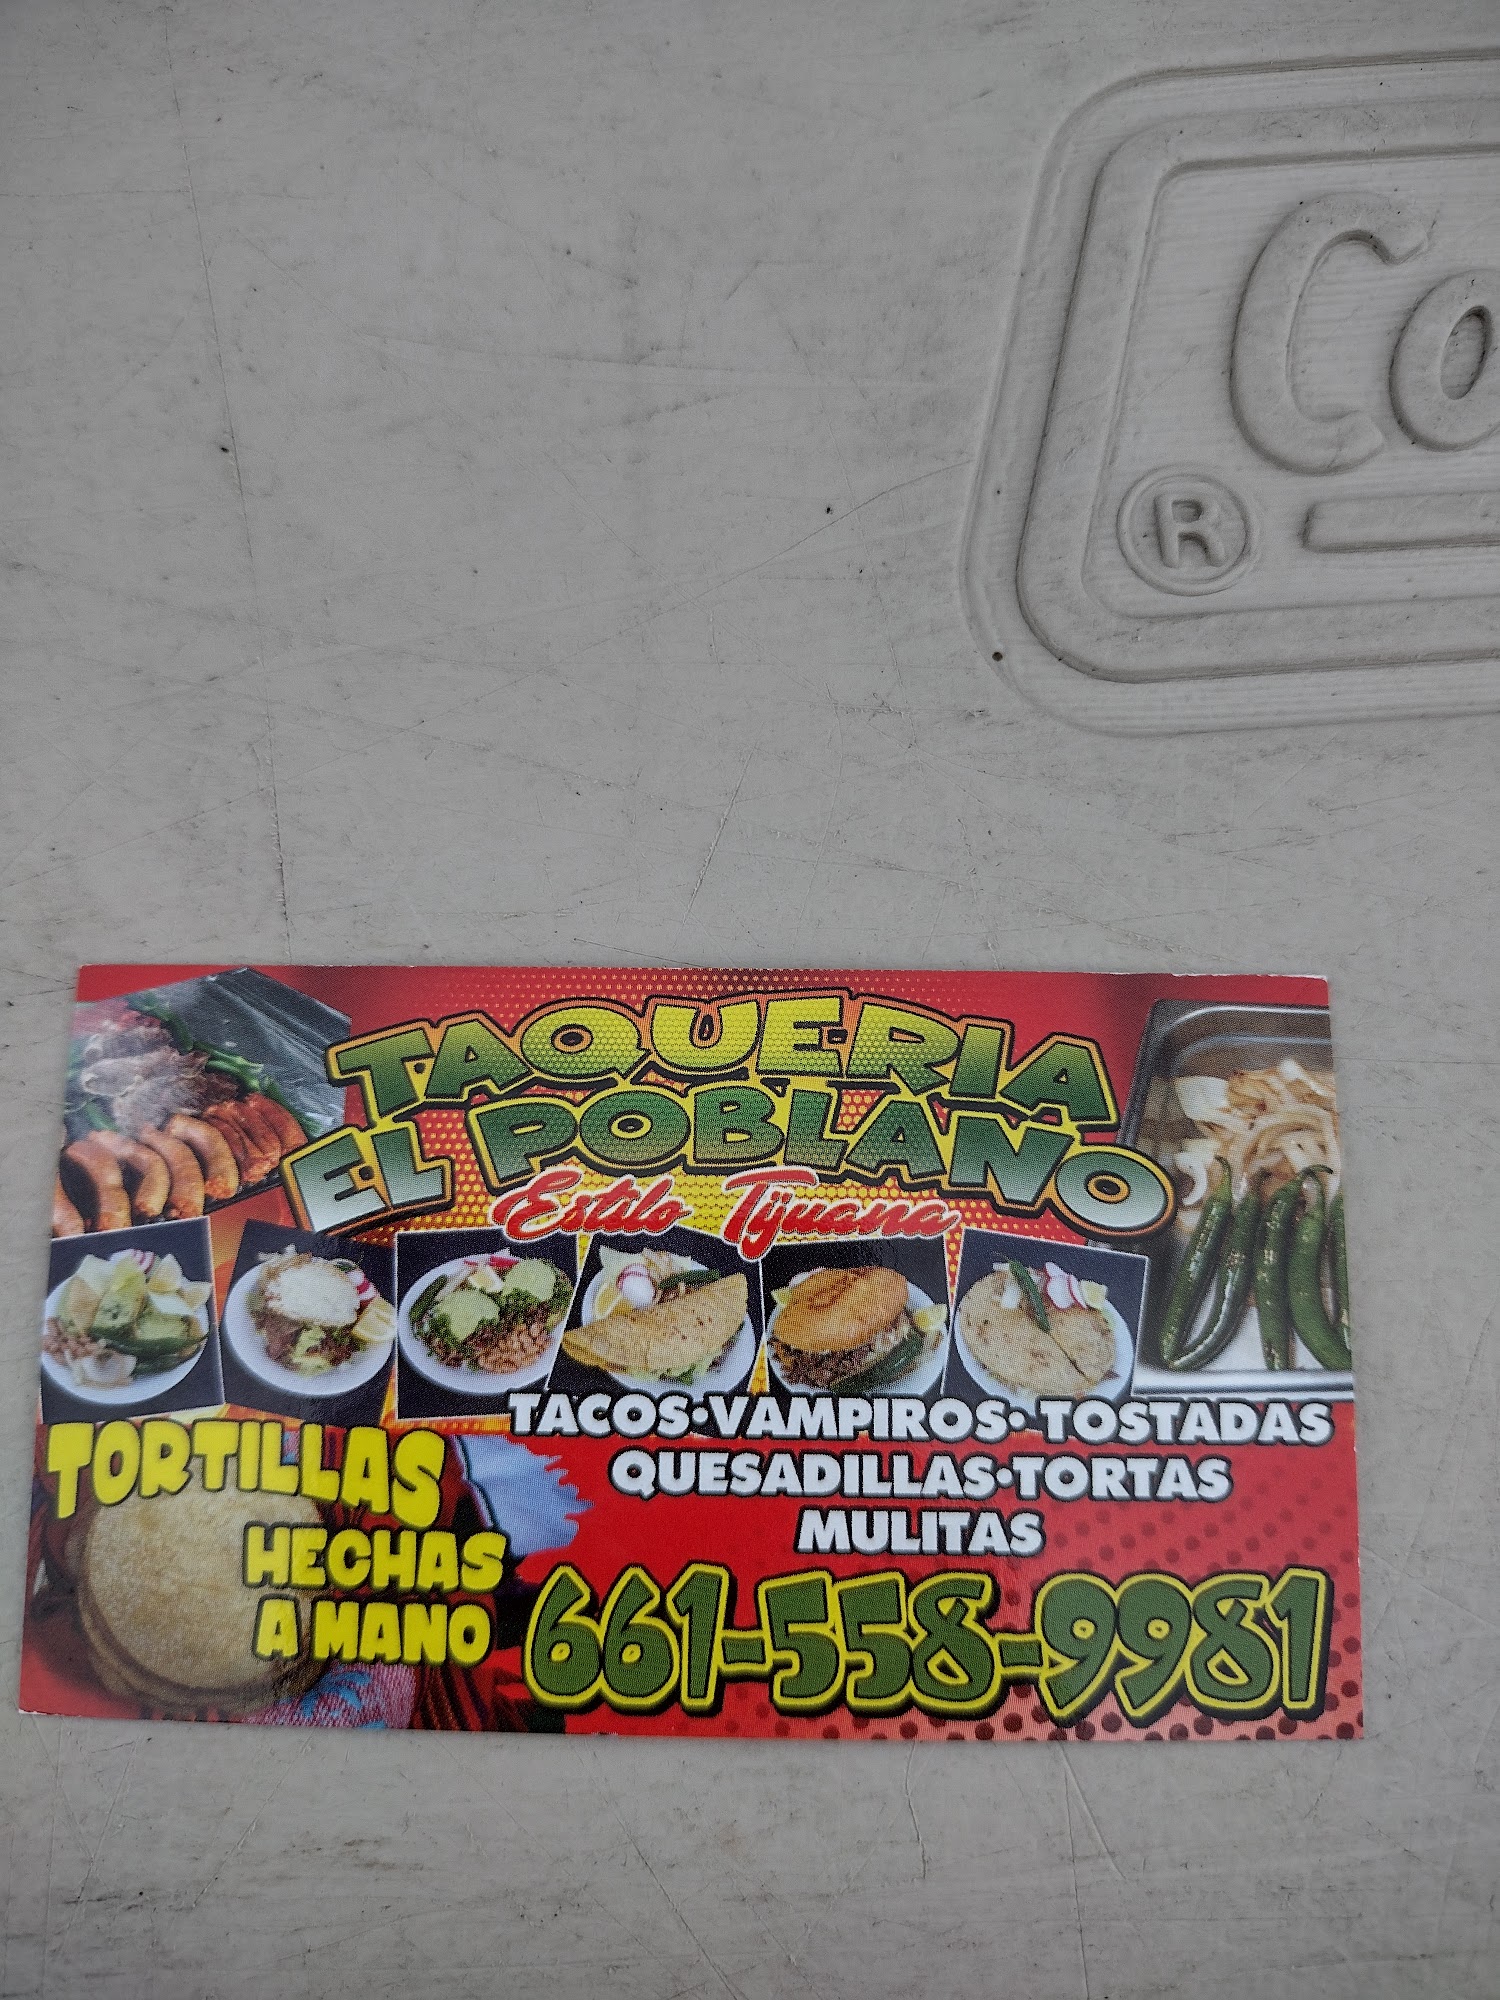 Co
®
TAQUERIA
EL POBLANO
Estilo Tijuana
TACOS·VAMPIROS·TOSTADAS
QUESADILLAS·TORTAS
MULITAS
TORTILLAS
HECHAS
A MANO
661-558-9981